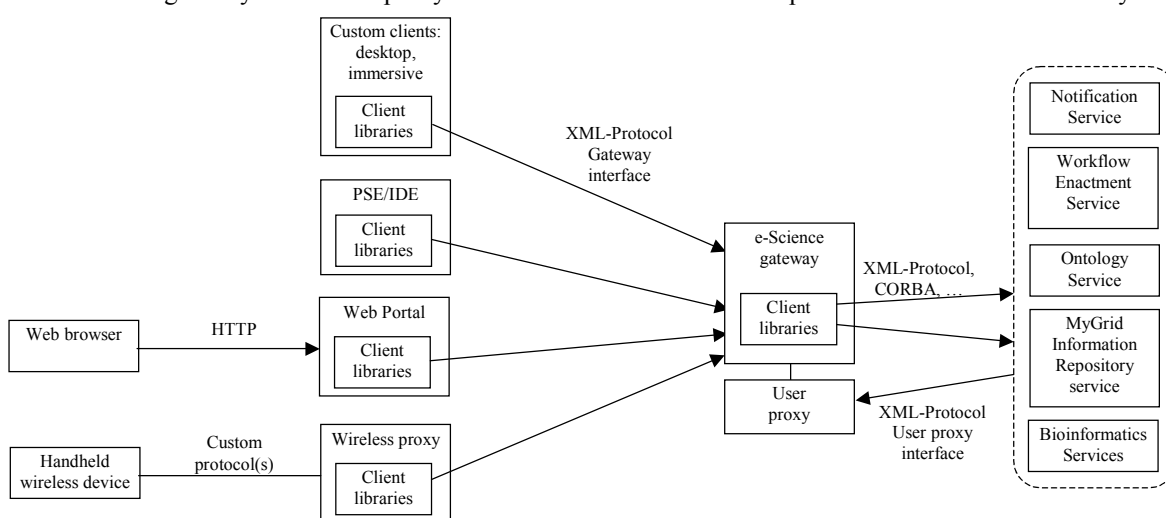 proxy
Custom clients:
desktop,
immersive
Client
libraries
XML-Protocol
Gateway
interface
PSE/IDE
Client
libraries
Web browser
HTTP
Web Portal
Client
libraries
Handheld
wireless device
Custom
protocol(s)
Wireless proxy
Client
libraries
e-Science
gateway
Client
libraries
User
proxy
XML-Protocol,
CORBA, …
XML-Protocol
User proxy
interface
Notification
Service
Workflow
Enactment
Service
Ontology
Service
MyGrid
Information
Repository
service
Bioinformatics
Services